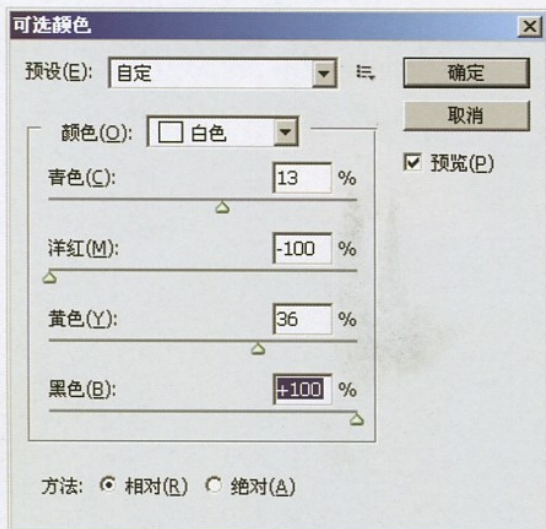 可选颜色
预设(E): 自定
确定
取消
预览(P)
颜色(O): 白色
青色(C): 13 %
洋红(M): -100 %
黄色(Y): 36 %
黑色(B): +100 %
方法: 相对(R) 绝对(A)